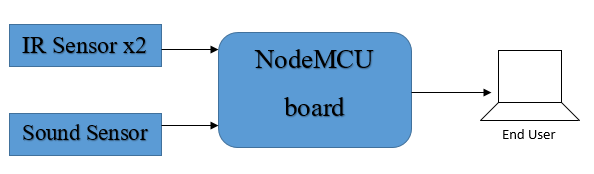 IR Sensor x2
NodeMCU
board
Sound Sensor
End User